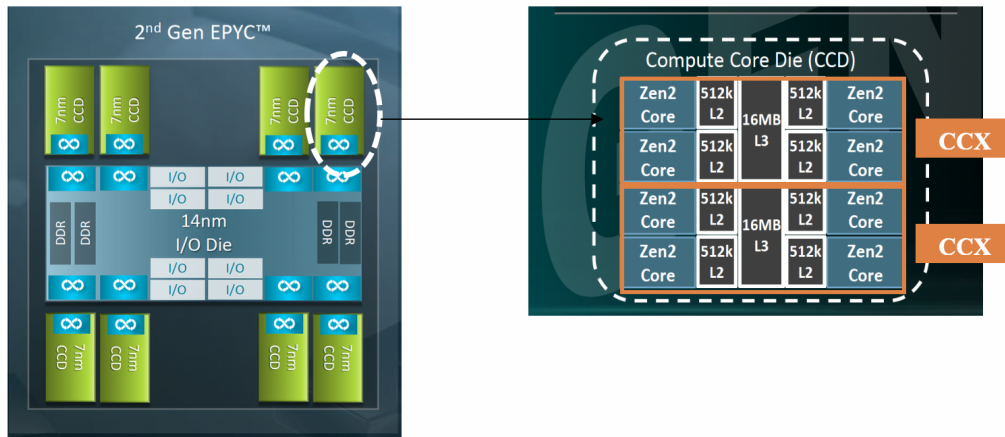 2nd Gen EPYC™
7nm CCD
7nm CCD
7nm CCD
7nm CCD
I/O I/O
I/O I/O
DDR DDR
14nm
I/O Die
DDR DDR
I/O I/O
I/O I/O
7nm CCD
7nm CCD
7nm CCD
7nm CCD
Compute Core Die (CCD)
Zen2 Core
512k L2
16MB L3
512k L2
Zen2 Core
Zen2 Core
512k L2
512k L2
Zen2 Core
CCX
Zen2 Core
512k L2
16MB L3
512k L2
Zen2 Core
Zen2 Core
512k L2
512k L2
Zen2 Core
CCX